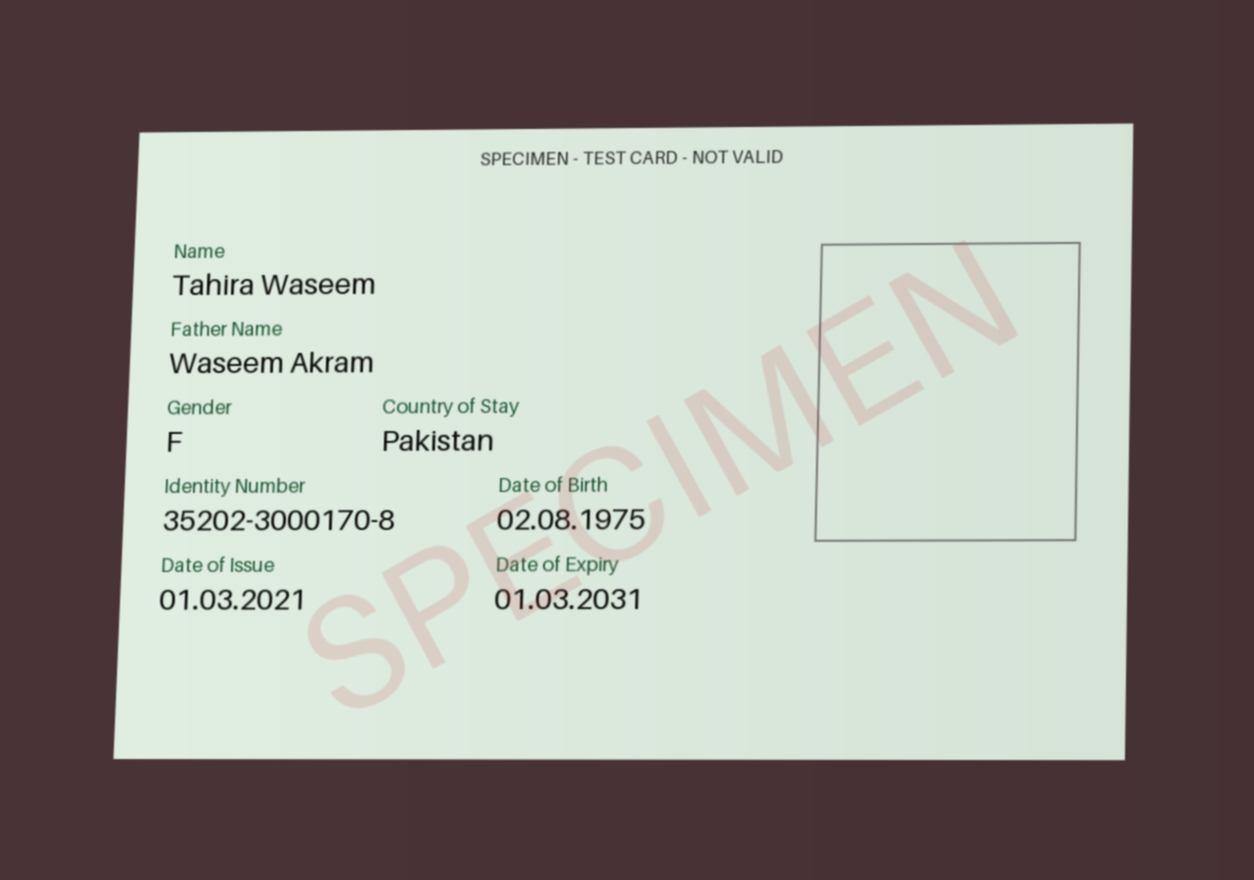 SPECIMEN - TEST CARD - NOT VALID
Name
Tahira Waseem
Father Name
Waseem Akram
Gender Country of Stay
F Pakistan
Identity Number Date of Birth
35202-3000170-8 02.08.1975
Date of Issue Date of Expiry
01.03.2021 01.03.2031
SPECIMEN